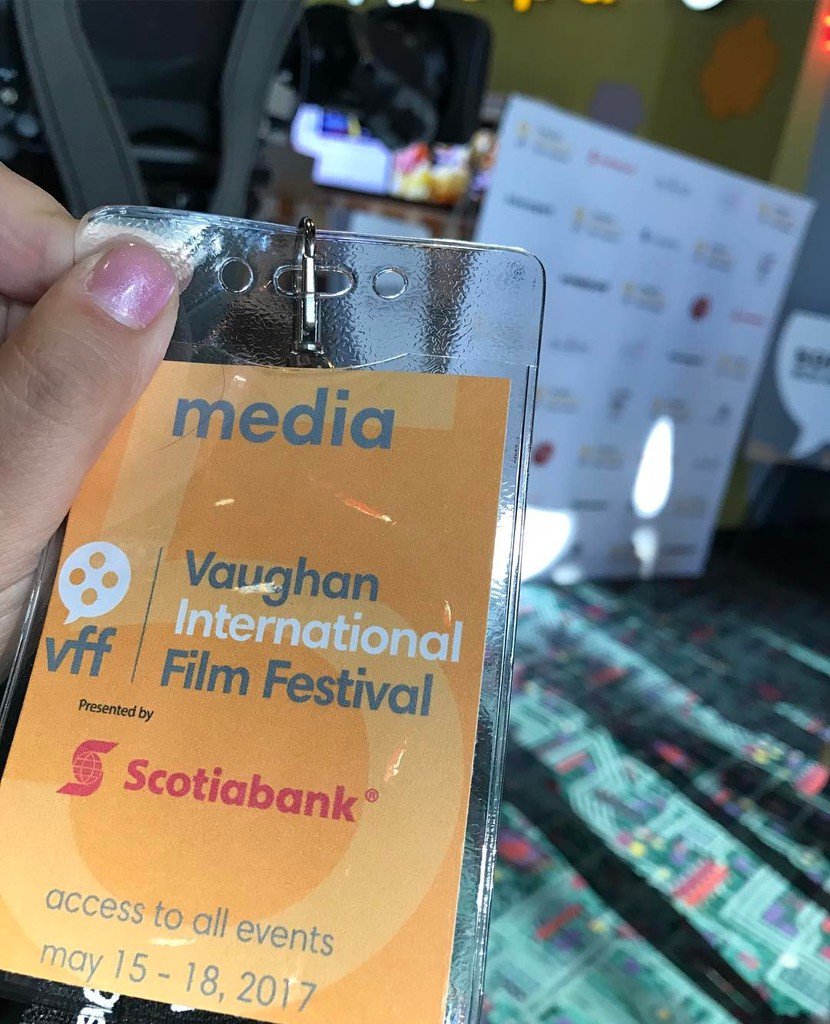 media
Vaughan
International
Film Festival
vff
Presented by
Scotiabank®
access to all events
may 15 - 18, 2017